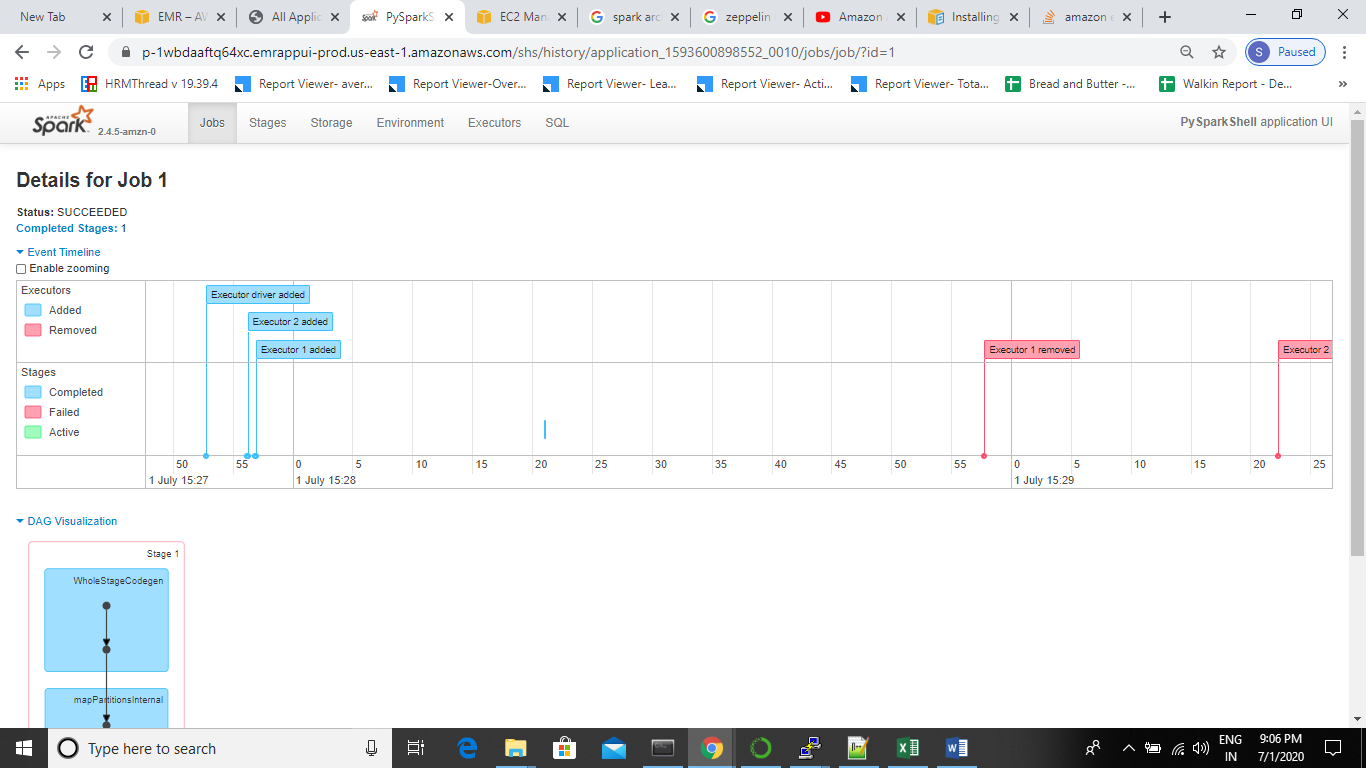 New Tab
EMR – AV
All Applic
PySparkS
EC2 Man
spark arc
zeppelin
Amazon
Installing
amazon e
p-1wbdaaftq64xc.emrappui-prod.us-east-1.amazonaws.com/shs/history/application_1593600898552_0010/jobs/job/?id=1
S Paused
Apps
HRMThread v 19.39.4
Report Viewer- aver...
Report Viewer-Over...
Report Viewer- Lea...
Report Viewer- Acti...
Report Viewer- Tota...
Bread and Butter -...
Walkin Report - De...
»
APACHE
Spark 2.4.5-amzn-0
Jobs
Stages
Storage
Environment
Executors
SQL
PySparkShell application UI
Details for Job 1
Status: SUCCEEDED
Completed Stages: 1
Event Timeline
Enable zooming
Executors
Added
Removed
Executor driver added
Executor 2 added
Executor 1 added
Executor 1 removed
Executor 2
Stages
Completed
Failed
Active
50 55 0 5 10 15 20 25 30 35 40 45 50 55 0 5 10 15 20 25
1 July 15:27 1 July 15:28 1 July 15:29
DAG Visualization
Stage 1
WholeStageCodegen
mapPartitionsInternal
Type here to search
ENG
IN
9:06 PM
7/1/2020